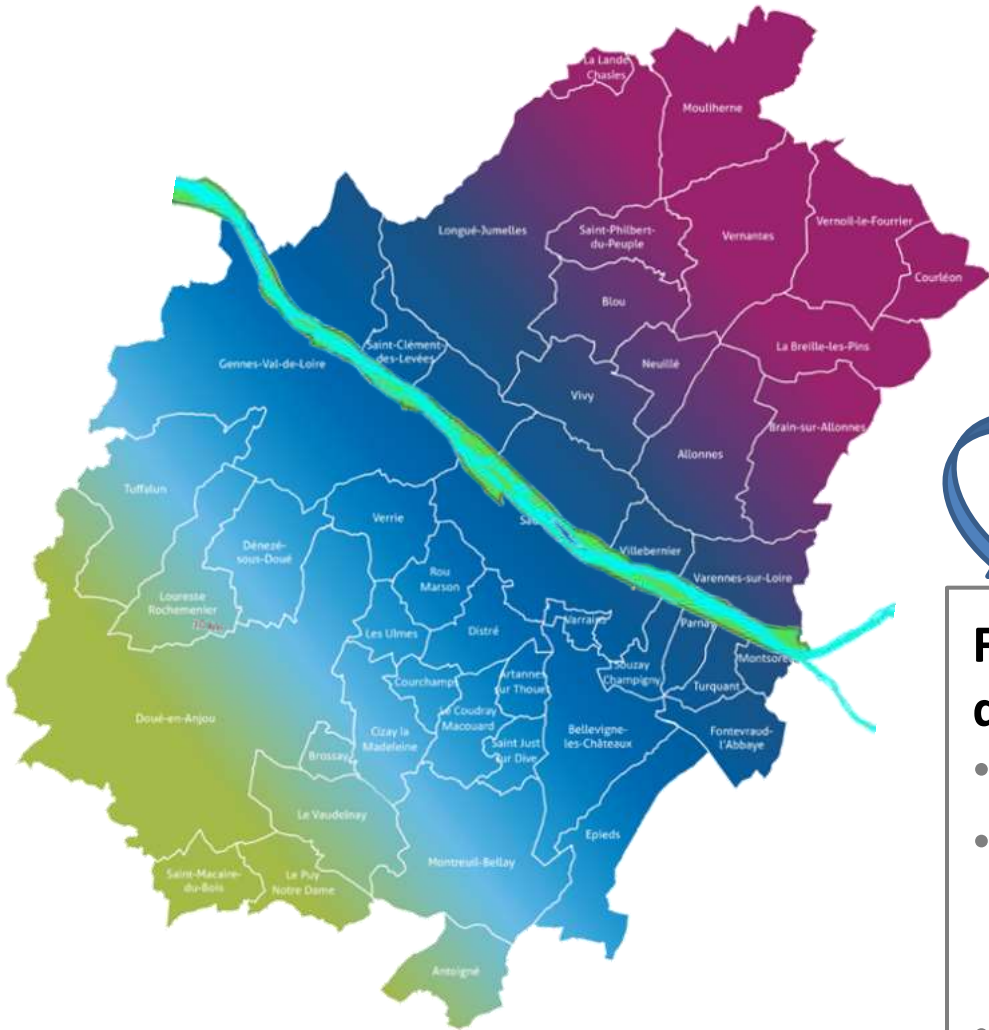 La Lande
Chasles
Mouliherne
Longué-Jumelles
Saint-Philbert-
du-Peuple
Vernantes
Vernoil-le-Fourrier
Courléon
Blou
La Breille-les-Pins
Neuillé
Saint-Clément-
des-Levées
Gennes-Val-de-Loire
Vivy
Brain-sur-Allonnes
Allonnes
Tuffalun
Verrie
Dénezé-
sous-Doué
Villebernier
Varennes-sur-Loire
Rou
Marson
Louresse
Rochemenier
Les Ulmes
Distré
Varrains
Parnay
Souzay
Champigny
Turquant
Courchamps
Artannes
sur Thouet
Doué-en-Anjou
Cizay la
Madeleine
Le Coudray
Macouard
Saint Just
sur Dive
Bellevigne-
les-Châteaux
Fontevraud-
l'Abbaye
Brossay
Le Vaudelnay
Epieds
Montreuil-Bellay
Saint-Macaire-
du-Bois
Le Puy
Notre Dame
Antoigné